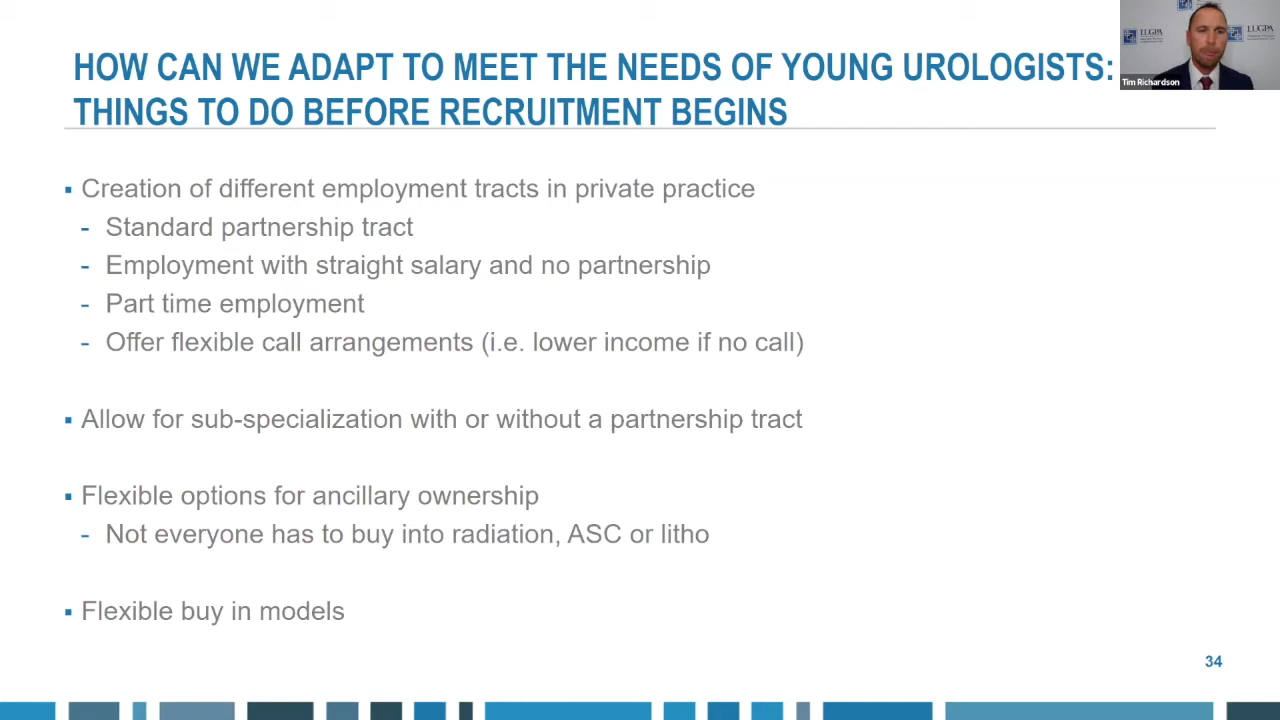 HOW CAN WE ADAPT TO MEET THE NEEDS OF YOUNG UROLOGISTS:
THINGS TO DO BEFORE RECRUITMENT BEGINS
LUGPA
LUGPA
Tim Richardson
▪ Creation of different employment tracts in private practice
- Standard partnership tract
- Employment with straight salary and no partnership
- Part time employment
- Offer flexible call arrangements (i.e. lower income if no call)
▪ Allow for sub-specialization with or without a partnership tract
▪ Flexible options for ancillary ownership
- Not everyone has to buy into radiation, ASC or litho
▪ Flexible buy in models
34